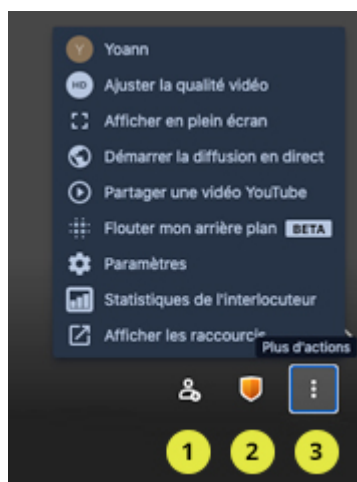 Y Yoann
HD Ajuster la qualité vidéo
Afficher en plein écran
Démarrer la diffusion en direct
Partager une vidéo YouTube
Flouter mon arrière plan BETA
Paramètres
Statistiques de l'interlocuteur
Afficher les raccourcis
Plus d'actions
1 2 3